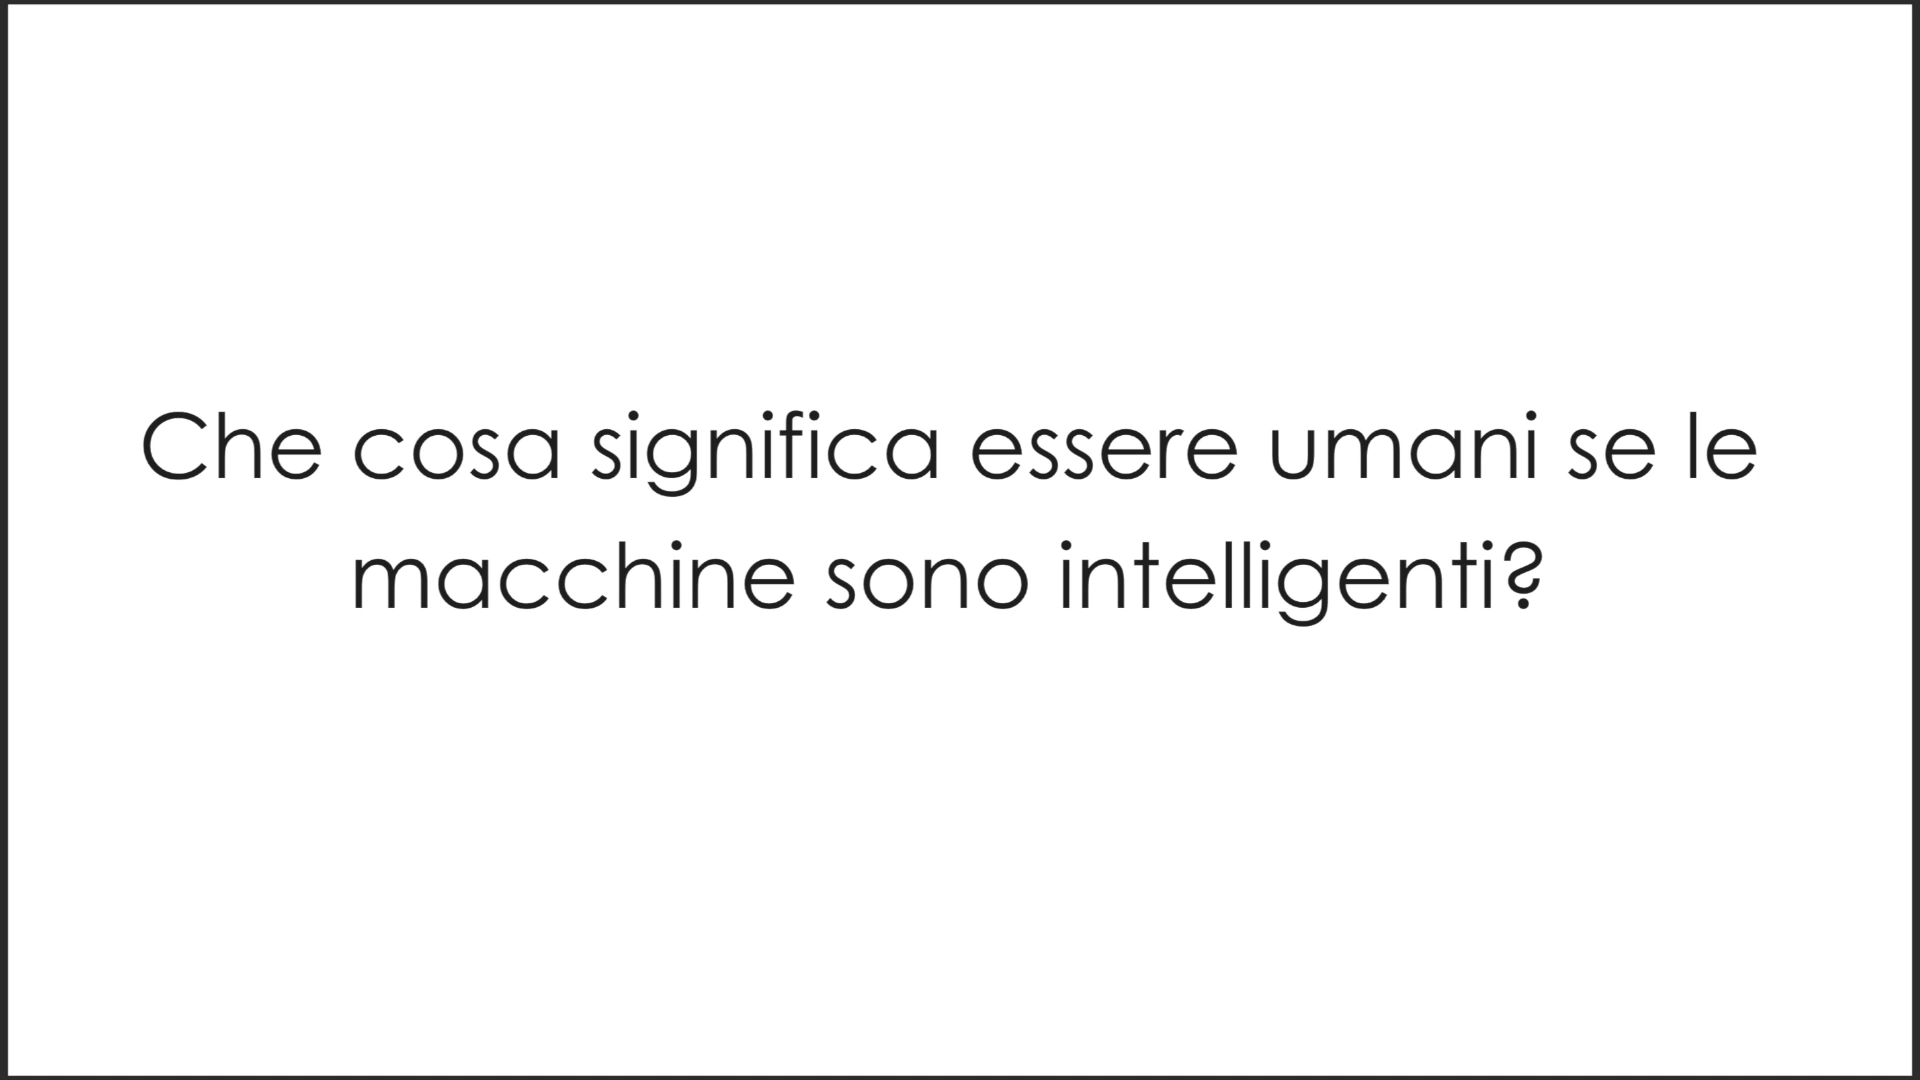 Che cosa significa essere umani se le
macchine sono intelligenti?